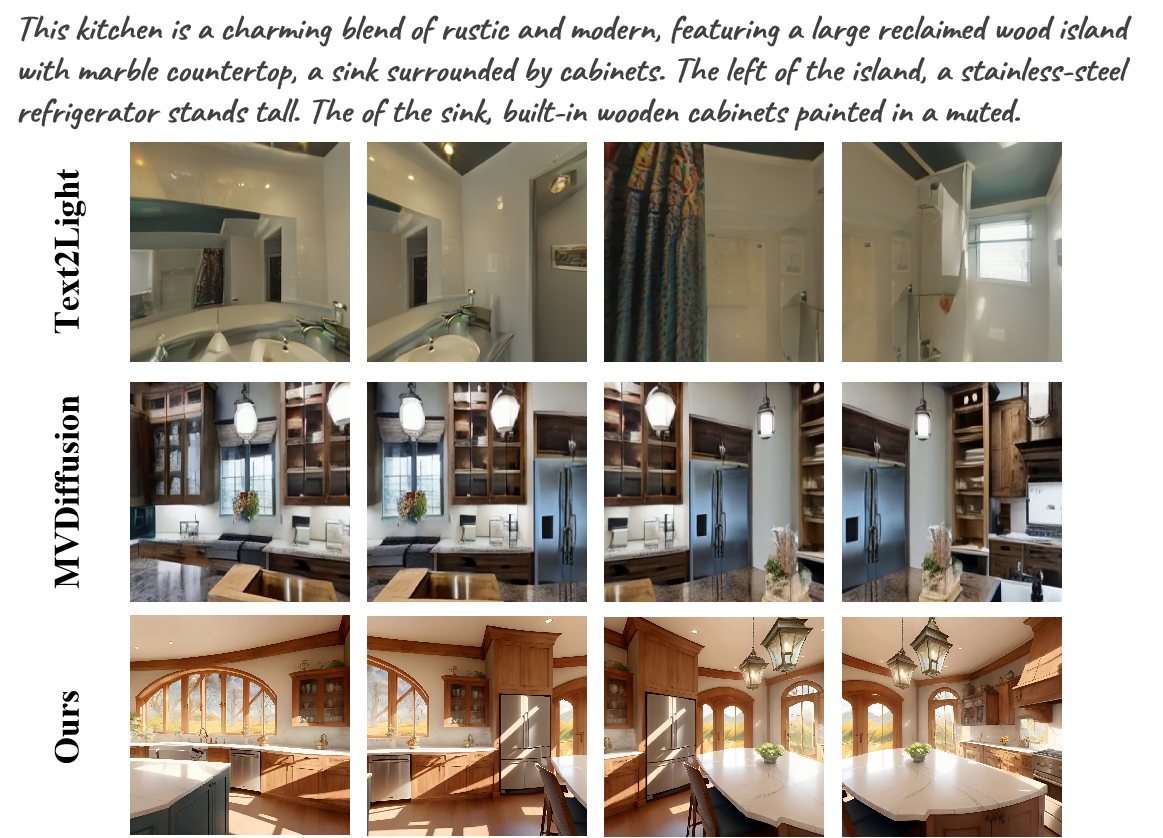 This kitchen is a charming blend of rustic and modern, featuring a large reclaimed wood island
with marble countertop, a sink surrounded by cabinets. The left of the island, a stainless-steel
refrigerator stands tall. The of the sink, built-in wooden cabinets painted in a muted.
Text2Light
MVDiffusion
Ours